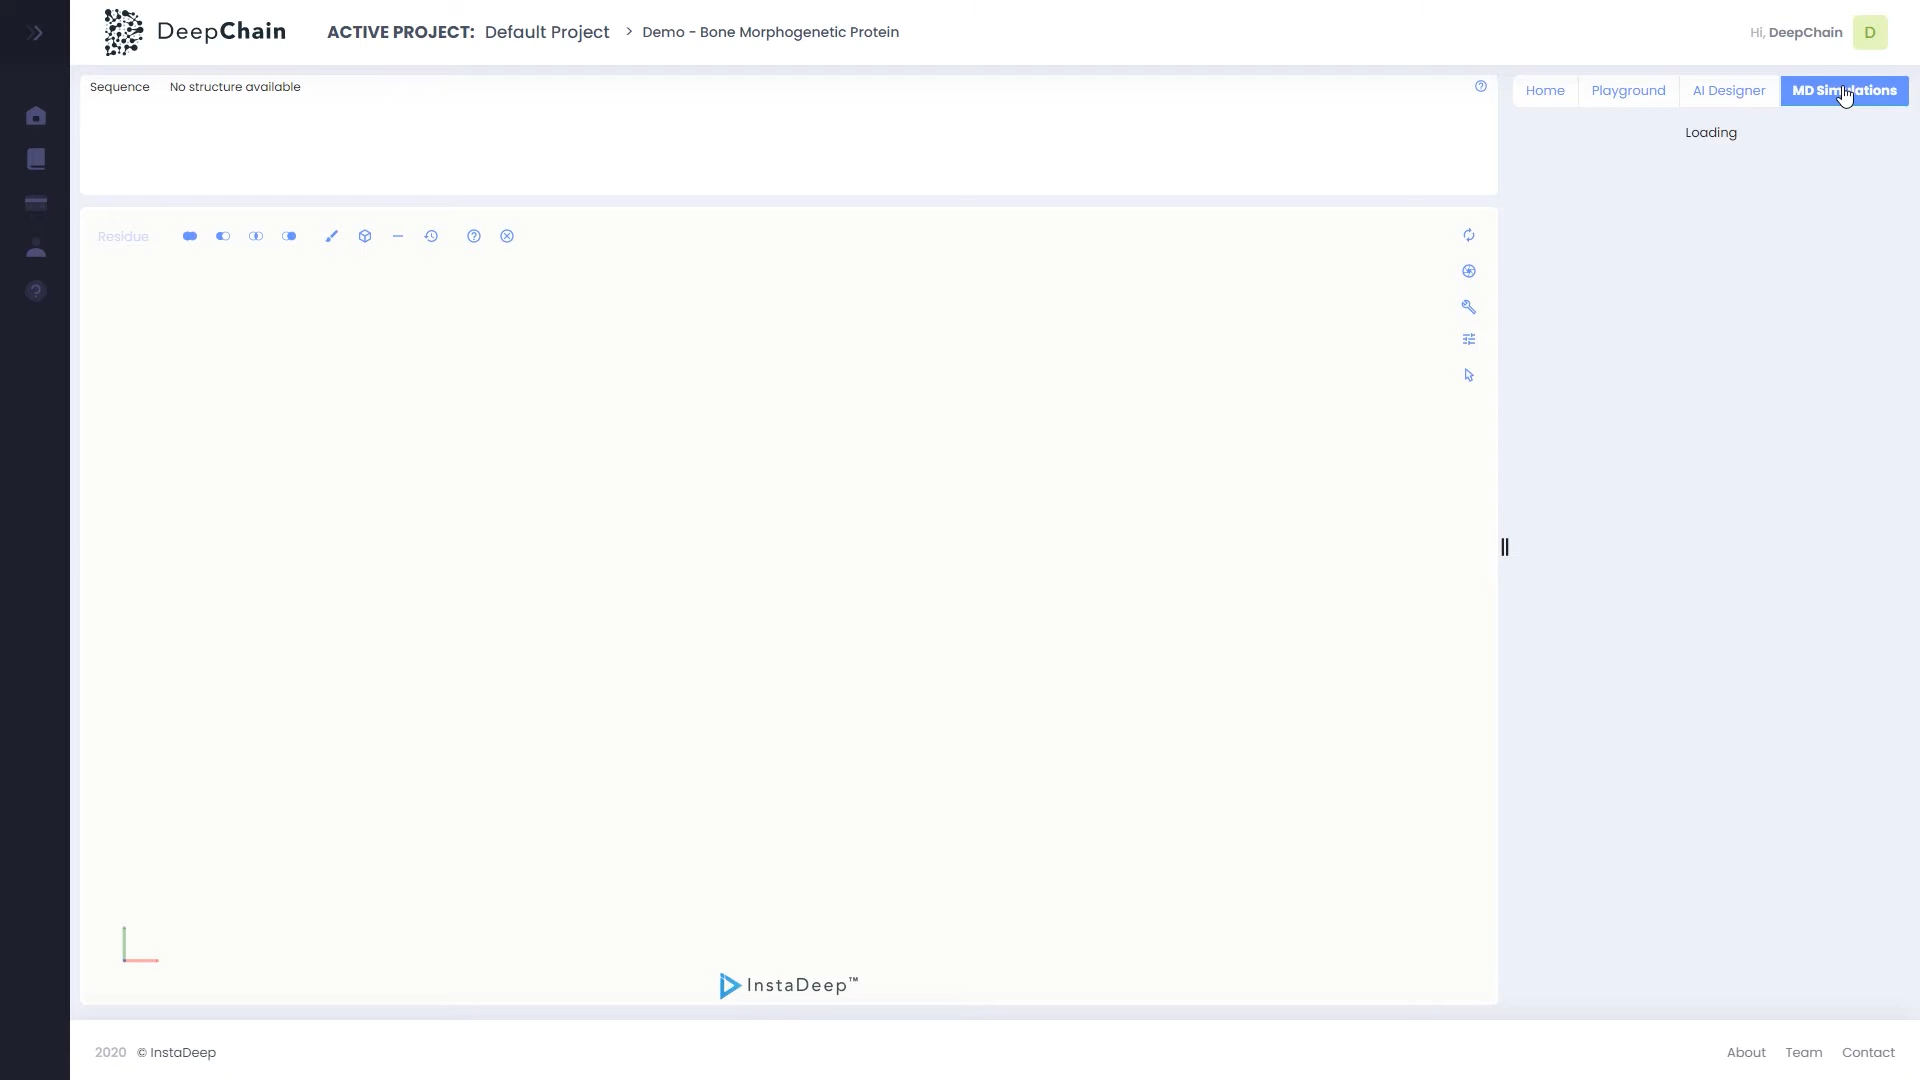 DeepChain
ACTIVE PROJECT: Default Project > Demo - Bone Morphogenetic Protein
Hi, DeepChain D
Sequence No structure available
Home Playground AI Designer MD Simulations
Loading
Residue
InstaDeep™
2020 © InstaDeep
About Team Contact